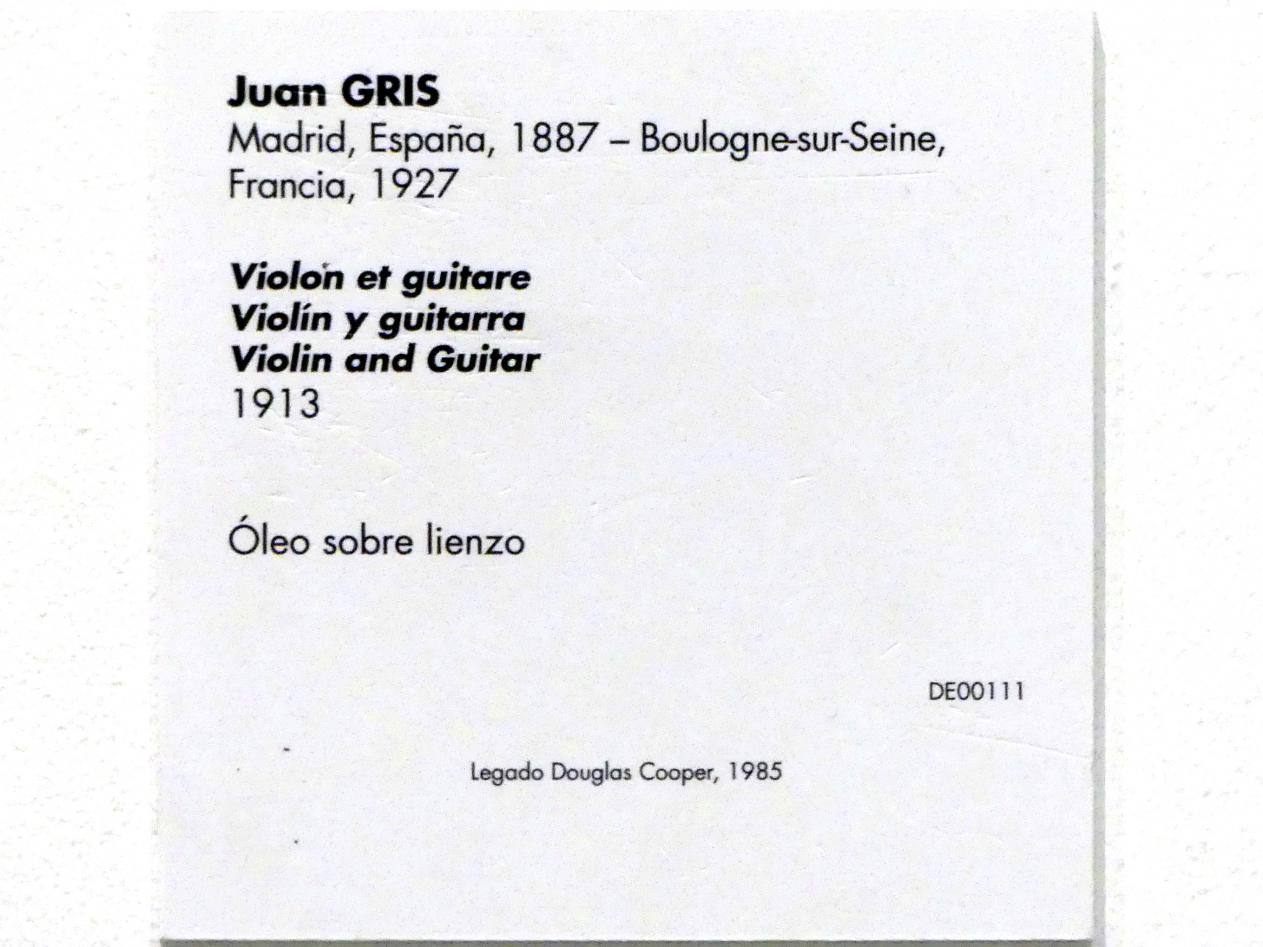 Juan GRIS
Madrid, España, 1887 – Boulogne-sur-Seine,
Francia, 1927
Violon et guitare
Violín y guitarra
Violin and Guitar
1913
Óleo sobre lienzo
DE00111
Legado Douglas Cooper, 1985